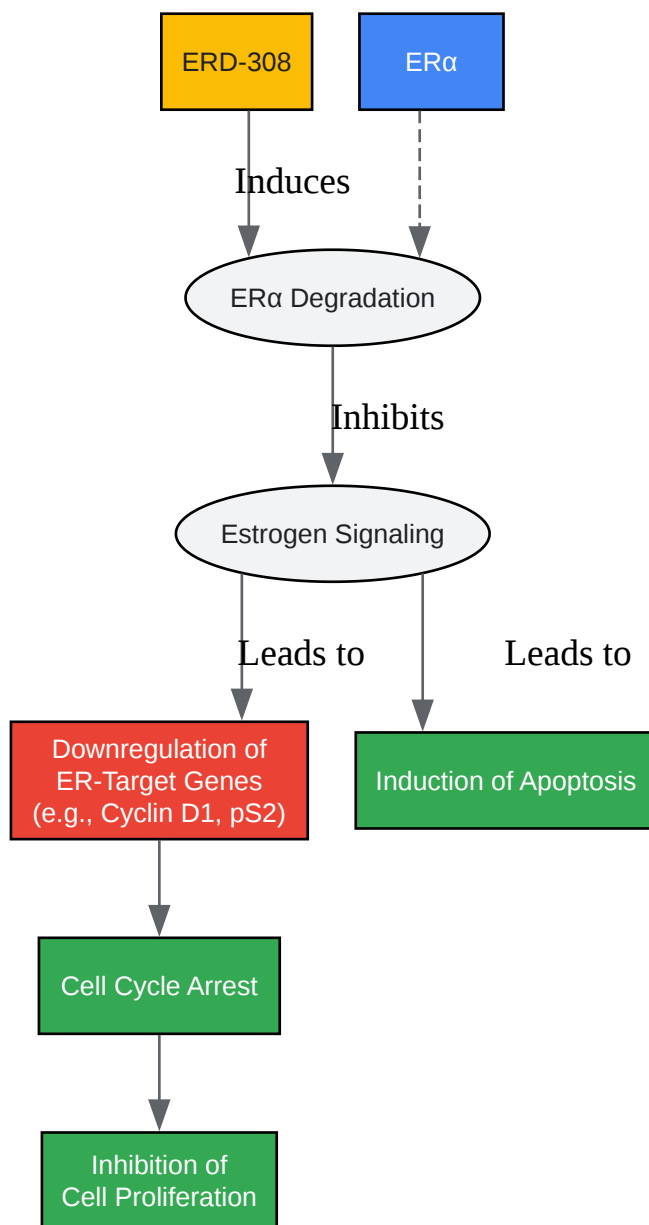 ERD-308
ERα
Induces
ERα Degradation
Inhibits
Estrogen Signaling
Leads to
Leads to
Downregulation of
ER-Target Genes
(e.g., Cyclin D1, pS2)
Induction of Apoptosis
Cell Cycle Arrest
Inhibition of
Cell Proliferation